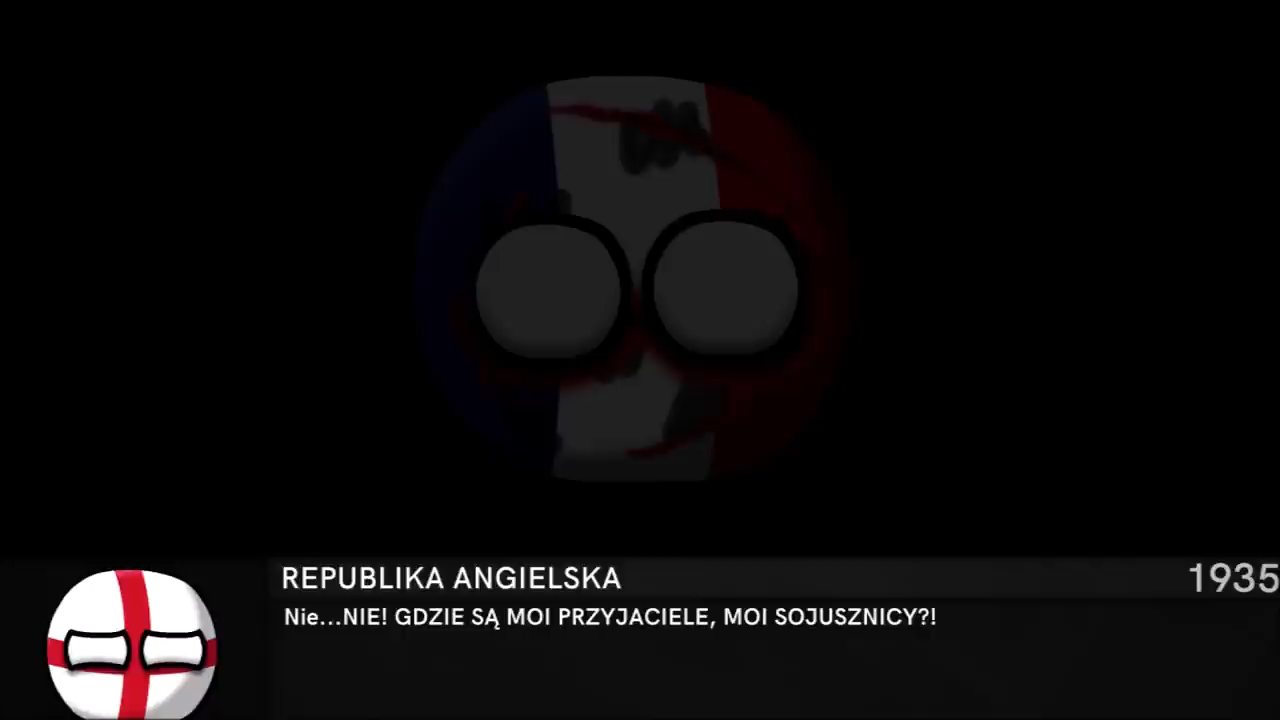 REPUBLIKA ANGIELSKA
1935
Nie...NIE! GDZIE SĄ MOI PRZYJACIELE, MOI SOJUSZNICY?!